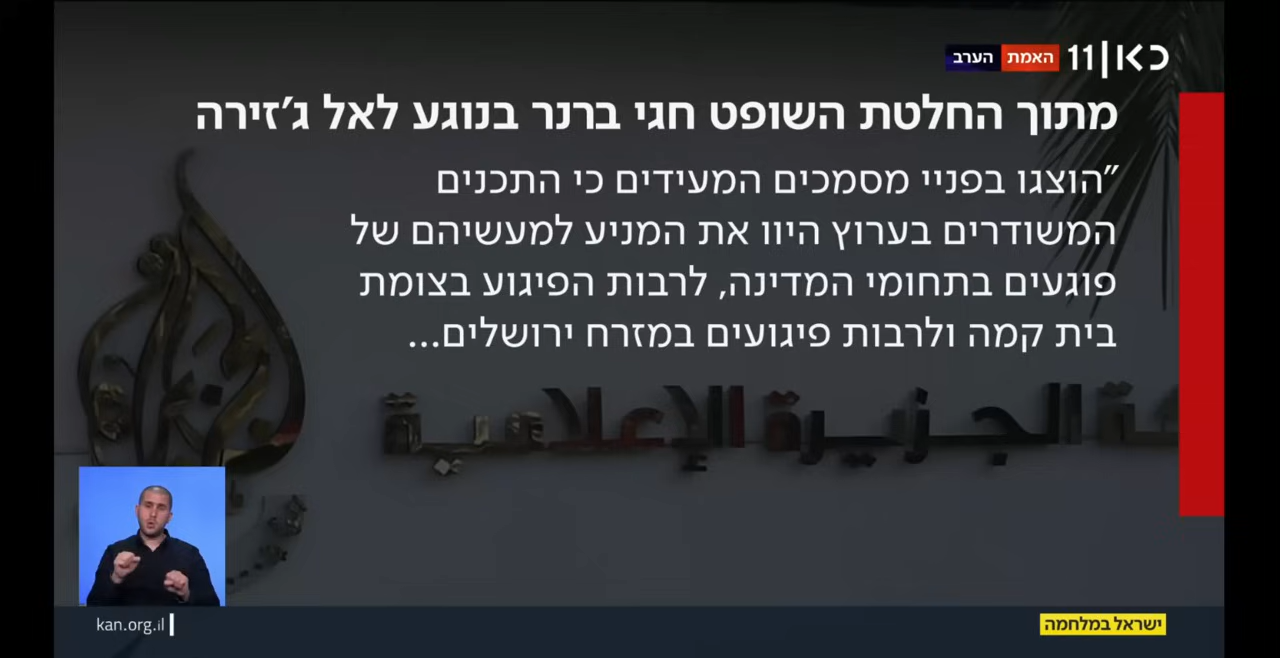 כאן 11
האמת הערב
מתוך החלטת השופט חגי ברנר בנוגע לאל ג׳זירה
״הוצגו בפניי מסמכים המעידים כי התכנים
המשודרים בערוץ היוו את המניע למעשיהם של
פוגעים בתחומי המדינה, לרבות הפיגוע בצומת
בית קמה ולרבות פיגועים במזרח ירושלים...
الجزيرة الإعلامية
ישראל במלחמה
kan.org.il